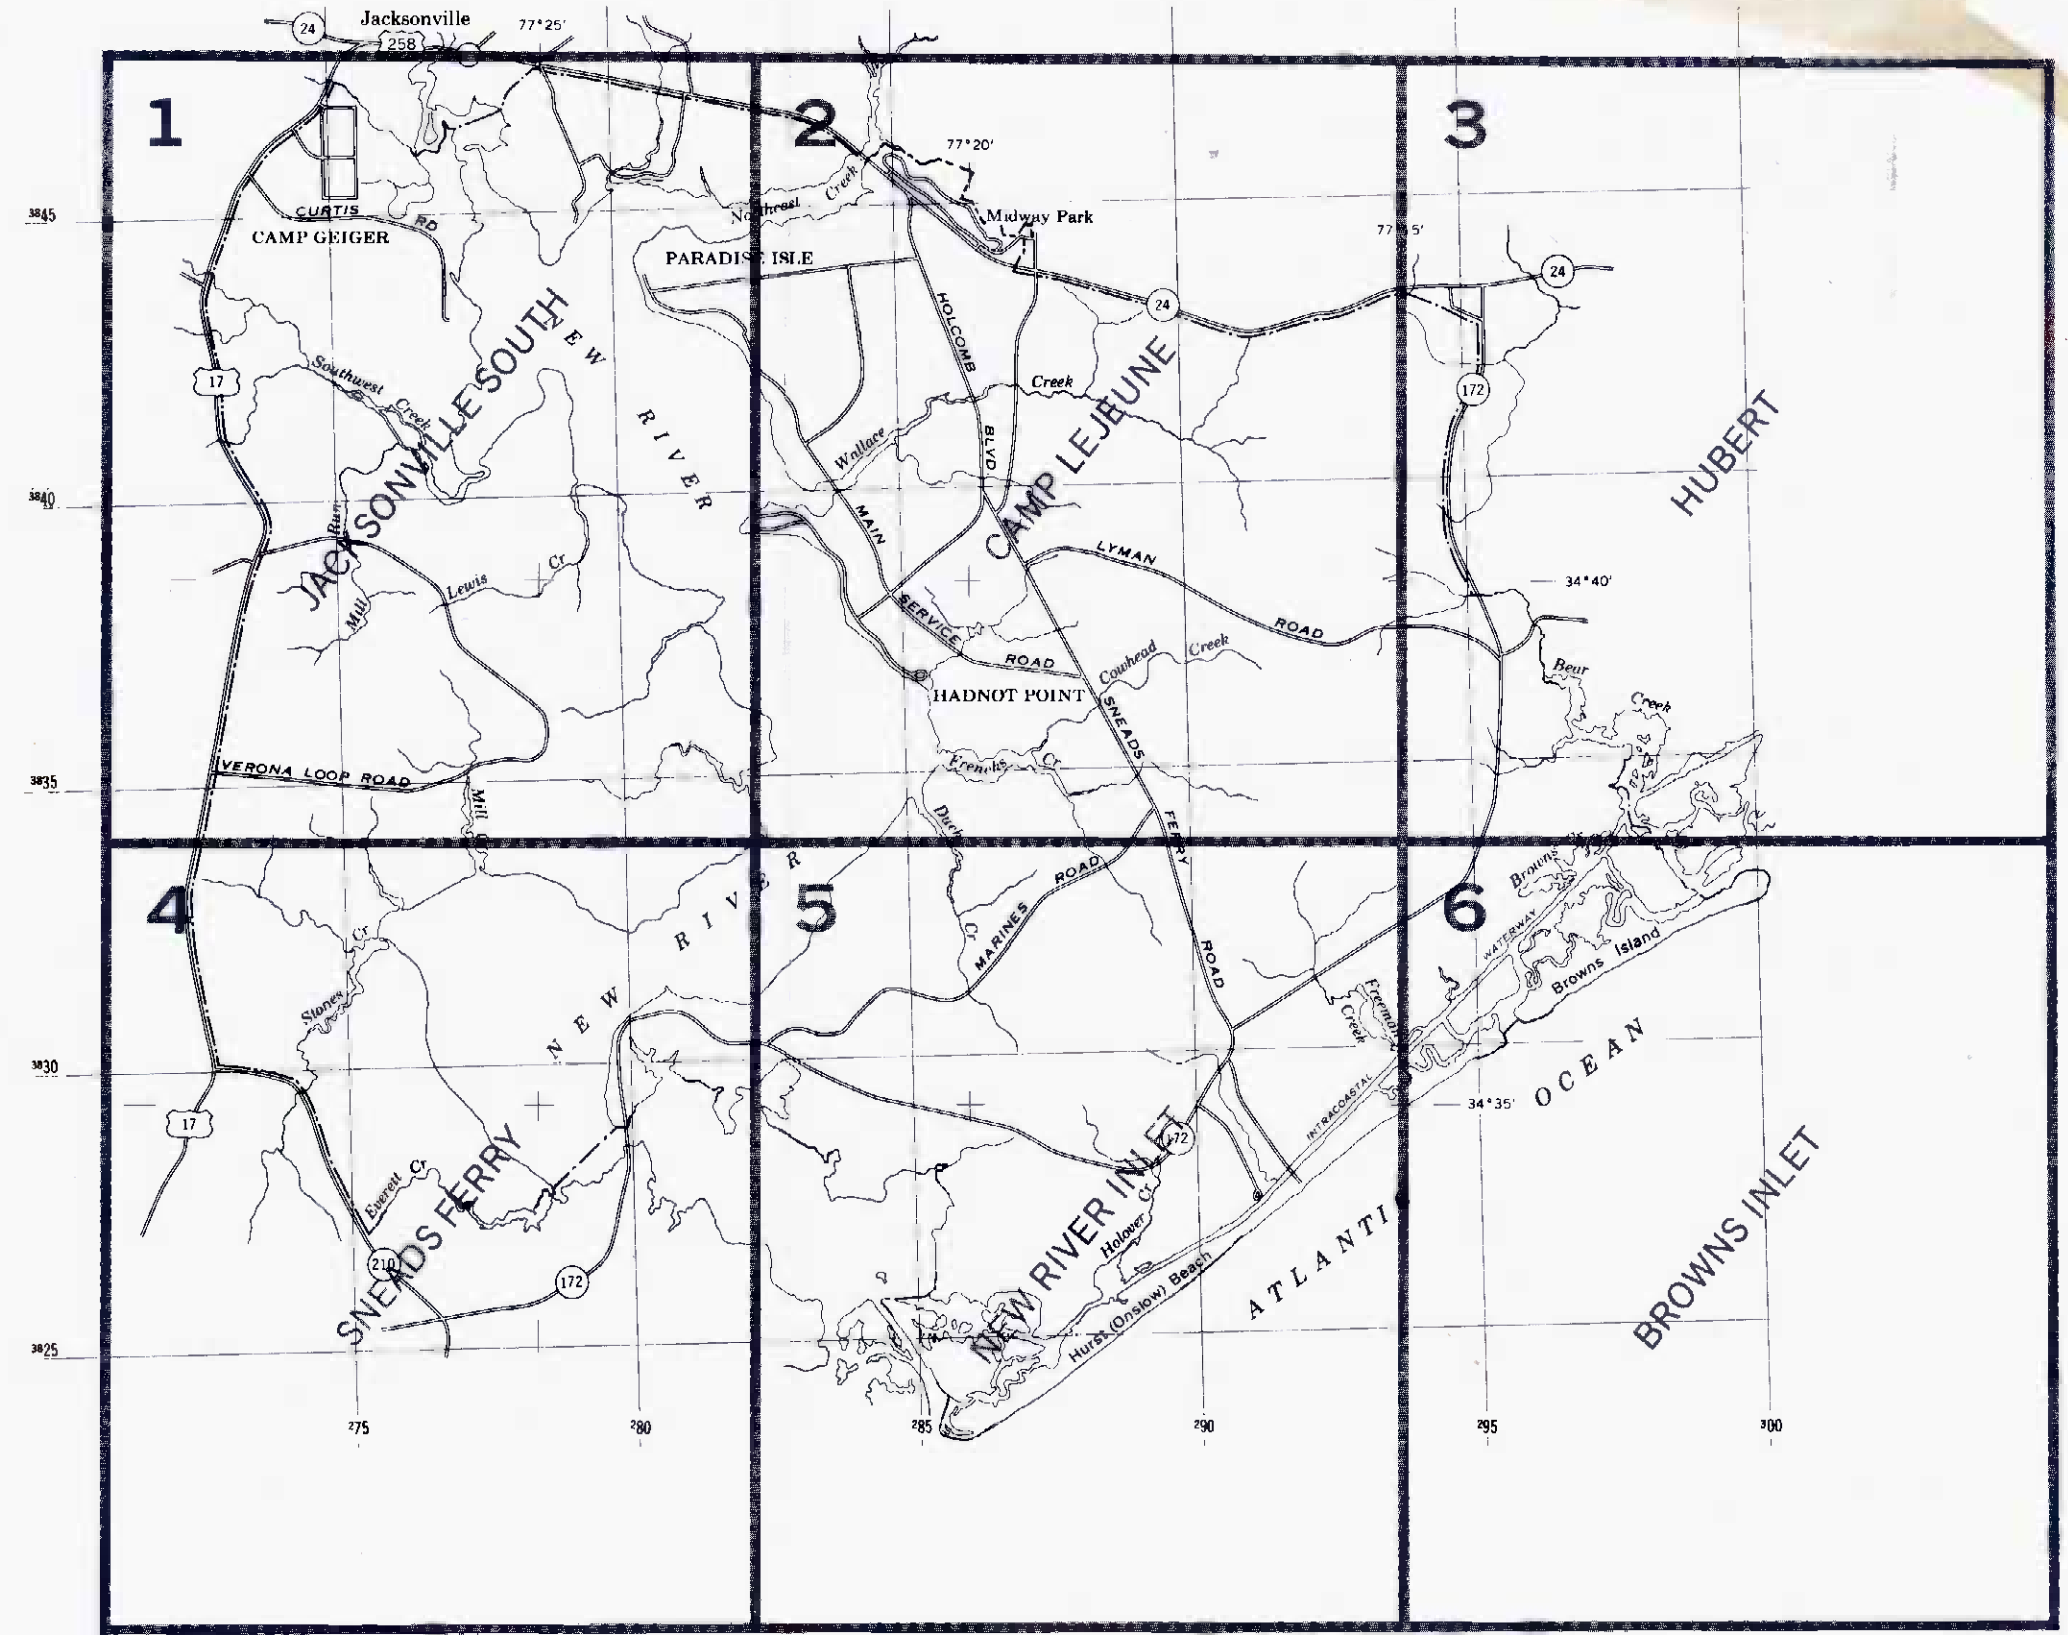 24
Jacksonville
258
77°25'
1
2
3
77°20'
Northeast Creek
Midway Park
3845
CURTIS RD
CAMP GEIGER
PARADISE ISLE
24
24
HOLCOMB BLVD
NEW RIVER
JACKSONVILLE SOUTH
17
Southwest Creek
Creek
Wallace
CAMP LEJEUNE
172
HUBERT
3840
Run
Mill
MAIN
LYMAN ROAD
Lewis Cr
34°40'
SERVICE ROAD
Cowhead Creek
HADNOT POINT
Bear Creek
SNEADS FERRY ROAD
Frenchs Cr
VERONA LOOP ROAD
3835
Mill
Duck Cr
4
5
6
MARINES ROAD
Browns
WATERWAY
Browns Island
Stones Cr
NEW RIVER
Freeman Creek
3830
OCEAN
INTRACOASTAL
34°35'
17
172
Everett Cr
SNEADS FERRY
NEW RIVER INLET
Holover Cr
BROWNS INLET
210
172
Hurst (Onslow) Beach
ATLANTI
3825
275
280
285
290
295
300